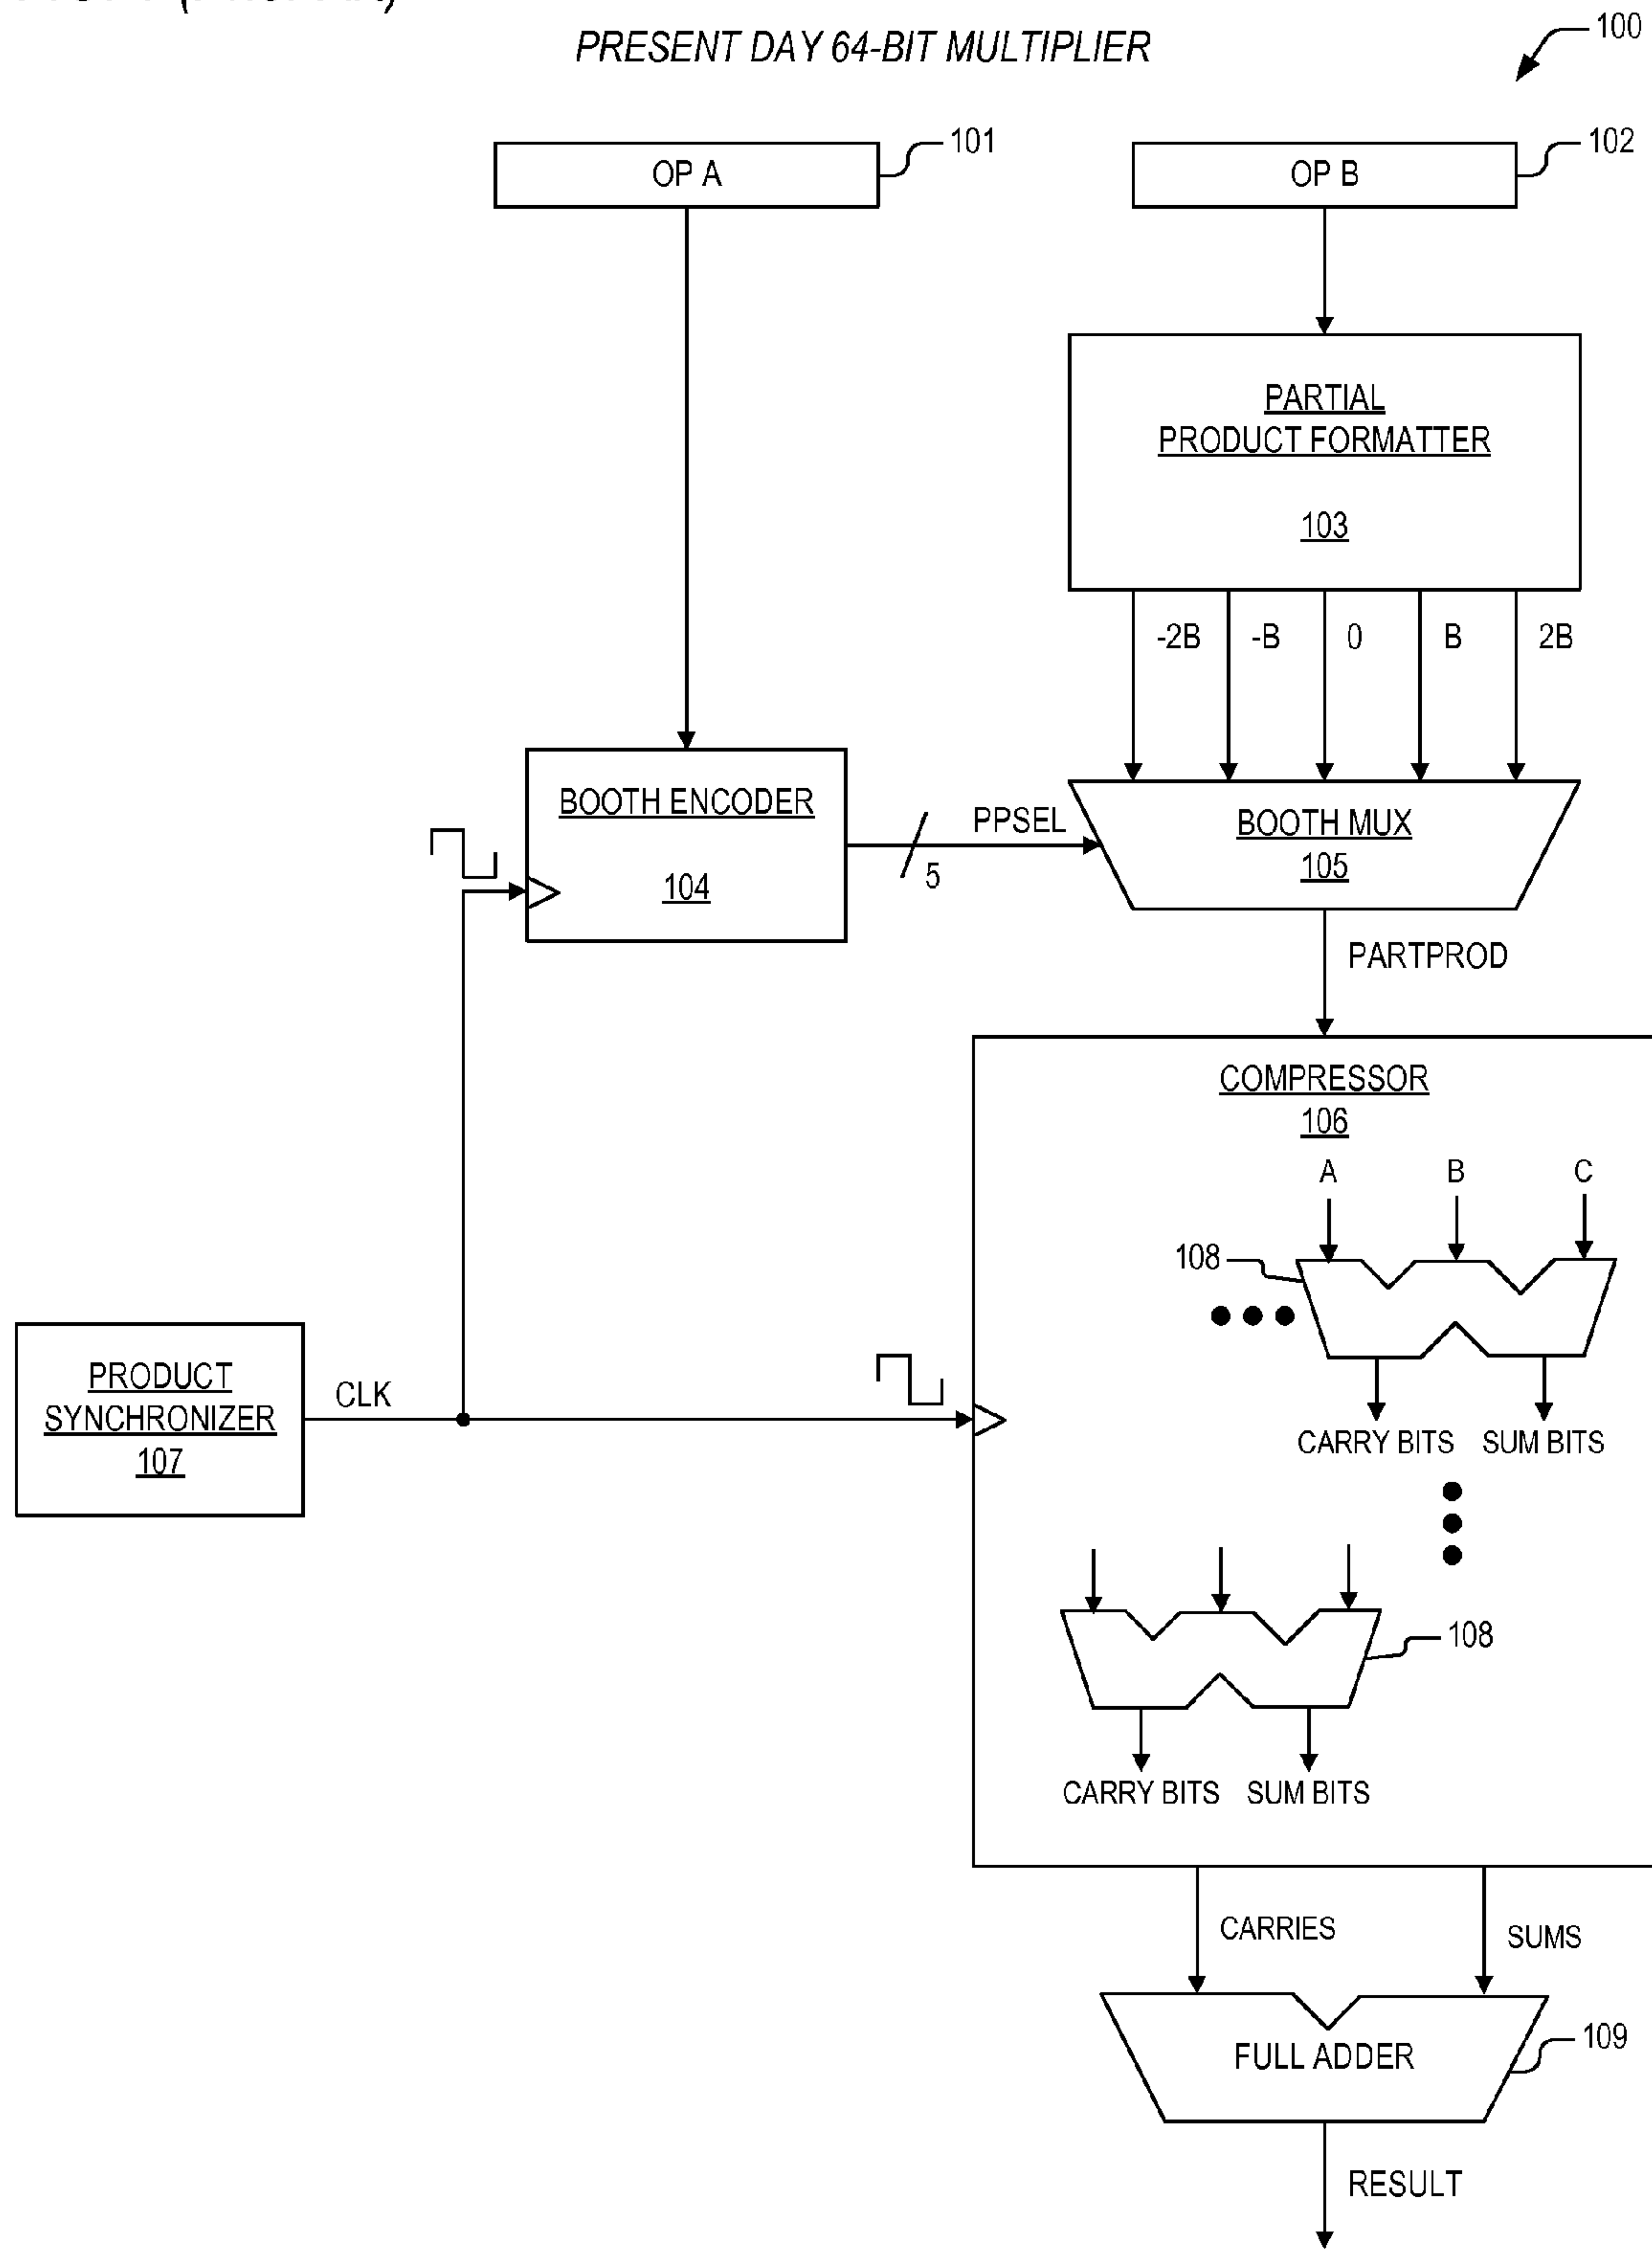 PRESENT DAY 64-BIT MULTIPLIER
100
101
102
OP A
OP B
PARTIAL
PRODUCT FORMATTER
103
-2B
-B
0
B
2B
BOOTH ENCODER
104
PPSEL
5
BOOTH MUX
105
PARTPROD
COMPRESSOR
106
A
B
C
108
CARRY BITS
SUM BITS
PRODUCT
SYNCHRONIZER
107
CLK
108
CARRY BITS
SUM BITS
CARRIES
SUMS
FULL ADDER
109
RESULT